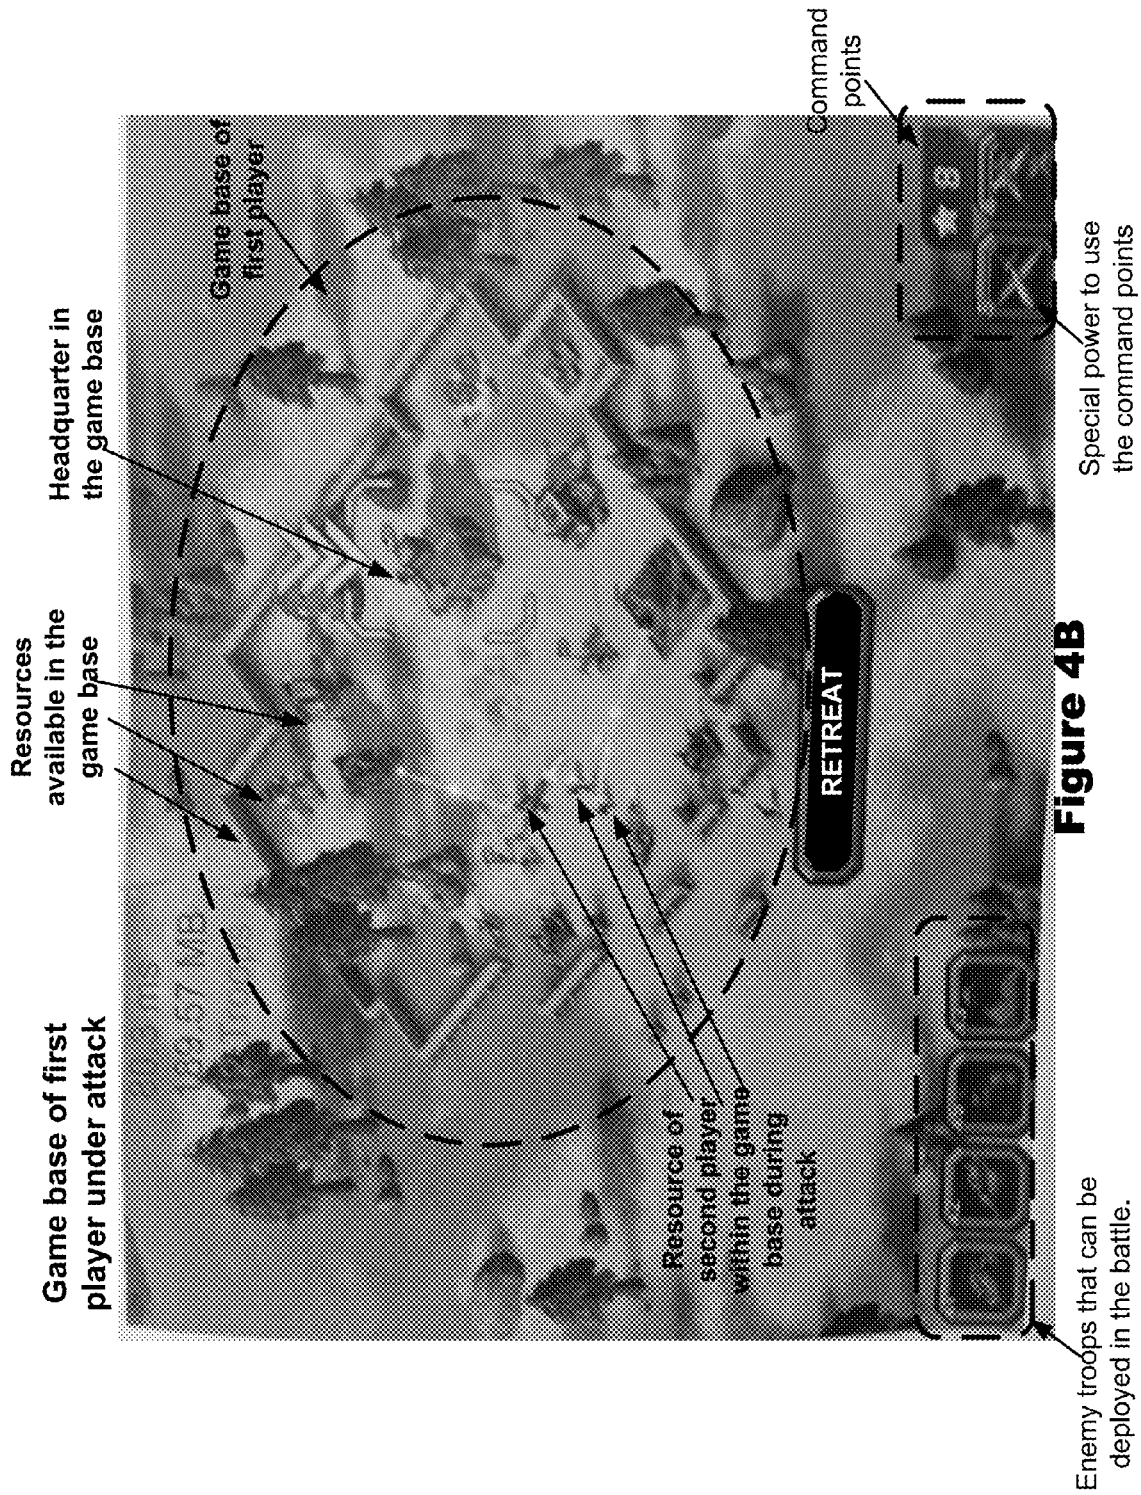 Game base of first
player under attack
Resources
available in the
game base
Headquarter in
the game base
Game base of
first player
Command
points
8
Resource of
second player
within the game
base during
attack
RETREAT
Enemy troops that can be
deployed in the battle.
Special power to use
the command points
Figure 4B